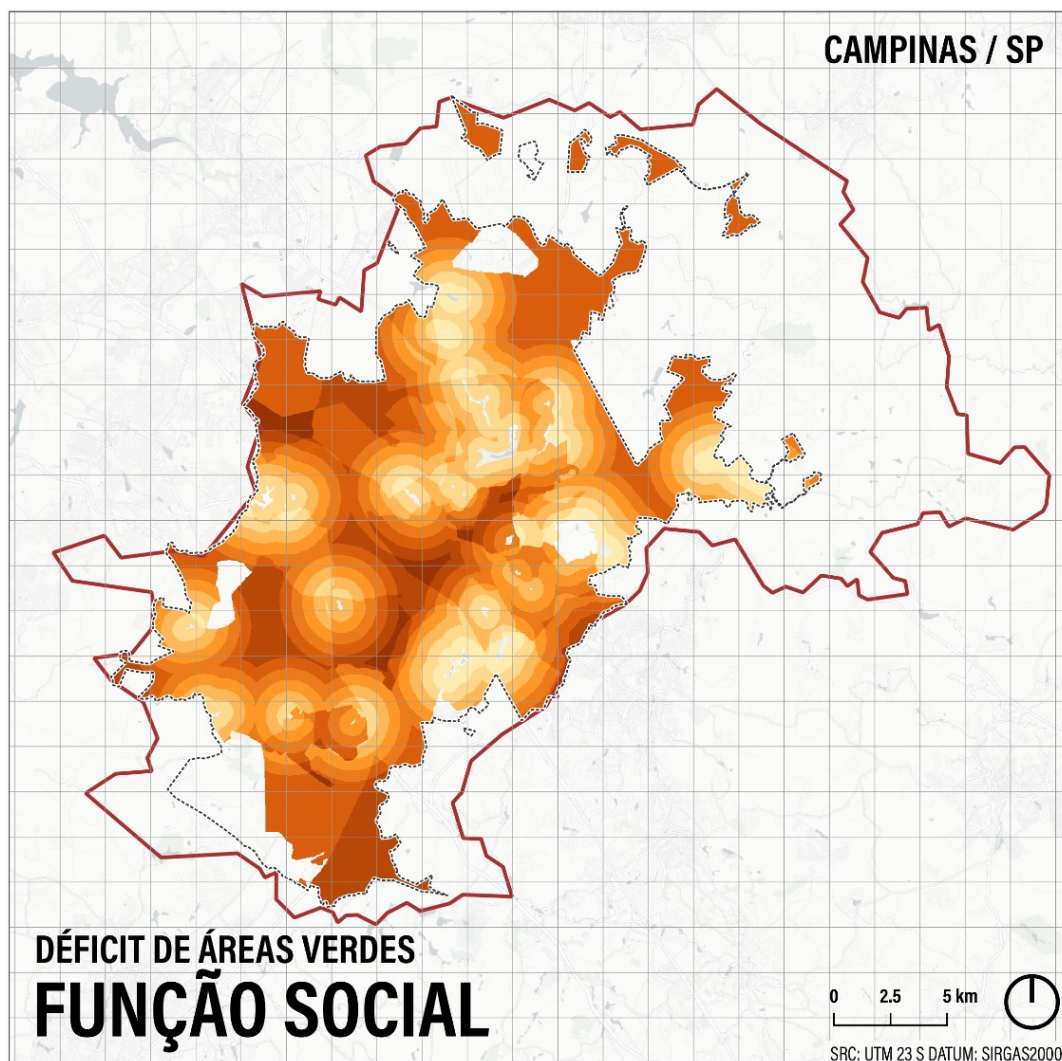 CAMPINAS / SP
DÉFICIT DE ÁREAS VERDES
FUNÇÃO SOCIAL
0 2.5 5 km
SRC: UTM 23 S DATUM: SIRGAS2000